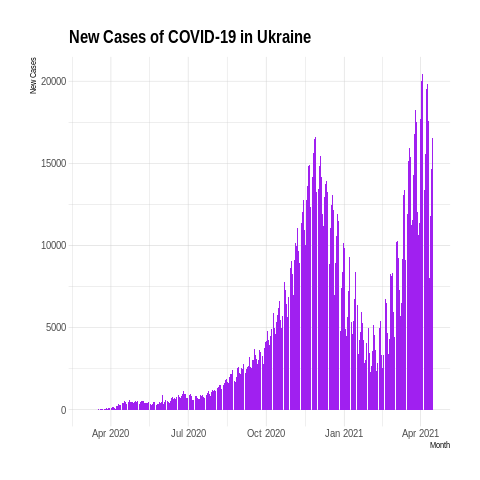 New Cases of COVID-19 in Ukraine
New Cases
20000
15000
10000
5000
0
Apr 2020 Jul 2020 Oct 2020 Jan 2021 Apr 2021
Month